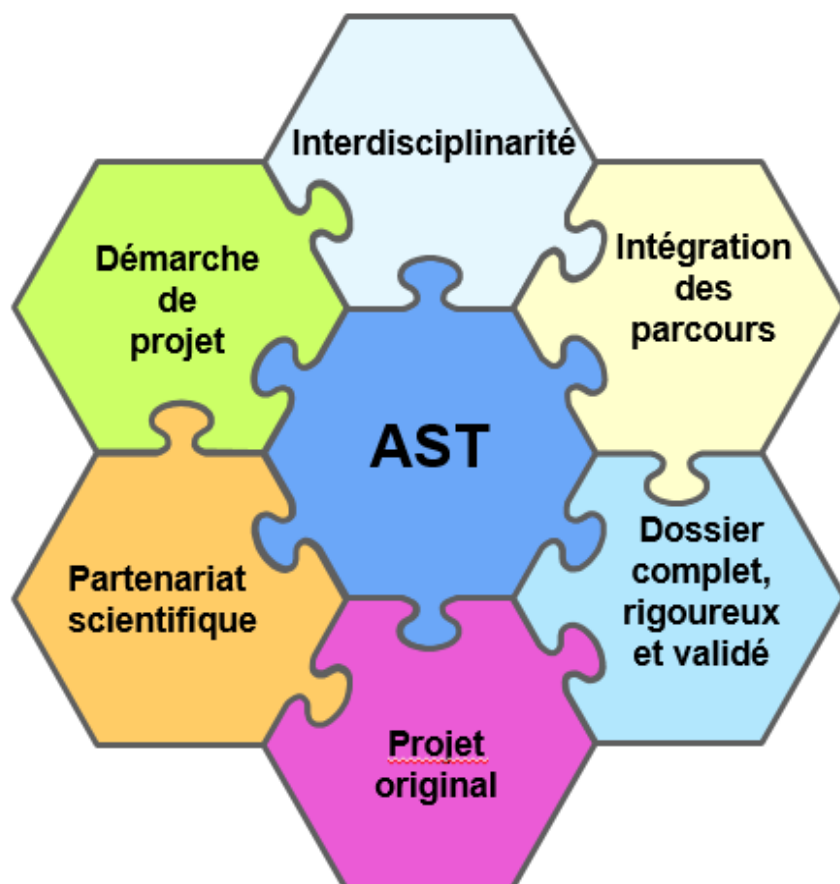 Interdisciplinarité
Démarche
de
projet
Intégration
des
parcours
AST
Partenariat
scientifique
Dossier
complet,
rigoureux
et validé
Projet
original